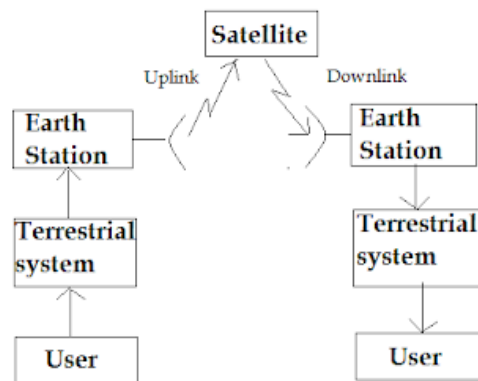 Satellite
Uplink
Downlink
Earth
Station
Earth
Station
Terrestrial
system
Terrestrial
system
User
User